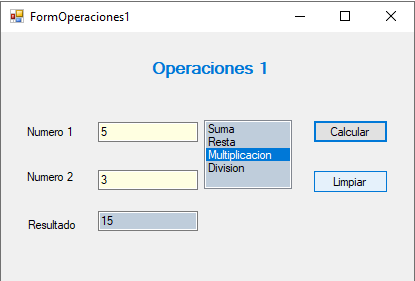 FormOperaciones1
Operaciones 1
Numero 1
5
Suma
Resta
Multiplicacion
Division
Calcular
Numero 2
3
Limpiar
Resultado
15